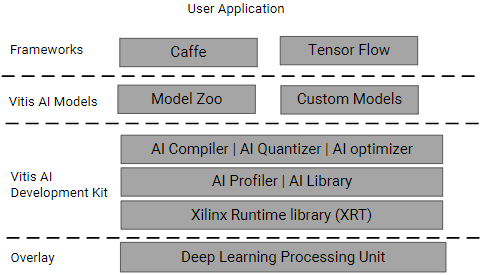 User Application
Frameworks
Caffe
Tensor Flow
Vitis AI Models
Model Zoo
Custom Models
Vitis AI
Development Kit
AI Compiler | AI Quantizer | AI optimizer
AI Profiler | AI Library
Xilinx Runtime library (XRT)
Overlay
Deep Learning Processing Unit